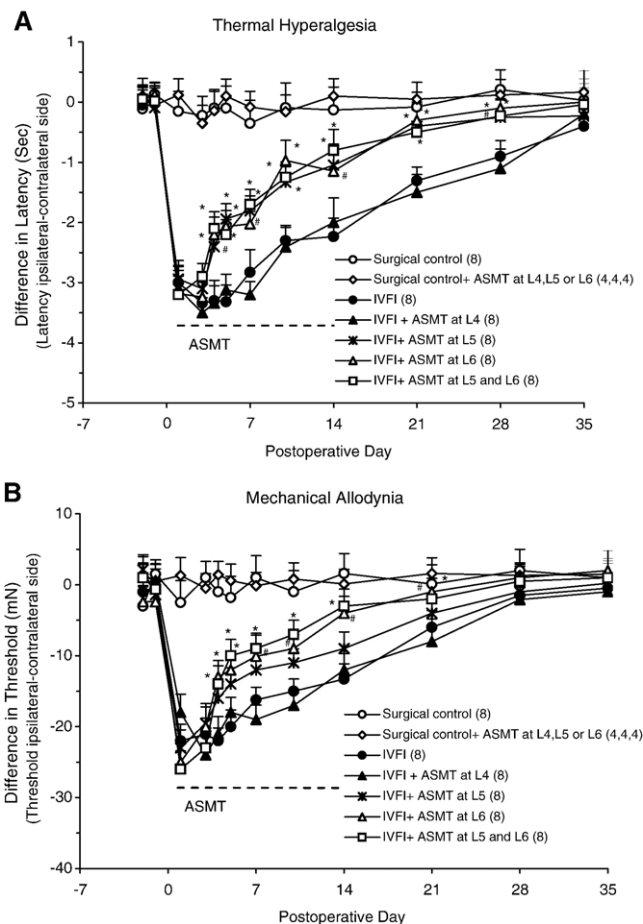 A
Thermal Hyperalgesia
1
0
-1
-2
-3
-4
-5
Difference in Latency (Sec)
(Latency ipsilateral-contralateral side)
* * * * * * * * * * * * * * * *
# # #
Surgical control (8)
Surgical control+ ASMT at L4,L5 or L6 (4,4,4)
IVFI (8)
IVFI + ASMT at L4 (8)
IVFI+ ASMT at L5 (8)
IVFI+ ASMT at L6 (8)
IVFI+ ASMT at L5 and L6 (8)
ASMT
-7 0 7 14 21 28 35
Postoperative Day
B
Mechanical Allodynia
10
0
-10
-20
-30
-40
Difference in Threshold (mN)
(Threshold ipsilateral-contralateral side)
* * * * * * * *
# # # #
Surgical control (8)
Surgical control+ ASMT at L4,L5 or L6 (4,4,4)
IVFI (8)
IVFI + ASMT at L4 (8)
IVFI+ ASMT at L5 (8)
IVFI+ ASMT at L6 (8)
IVFI+ ASMT at L5 and L6 (8)
ASMT
-7 0 7 14 21 28 35
Postoperative Day